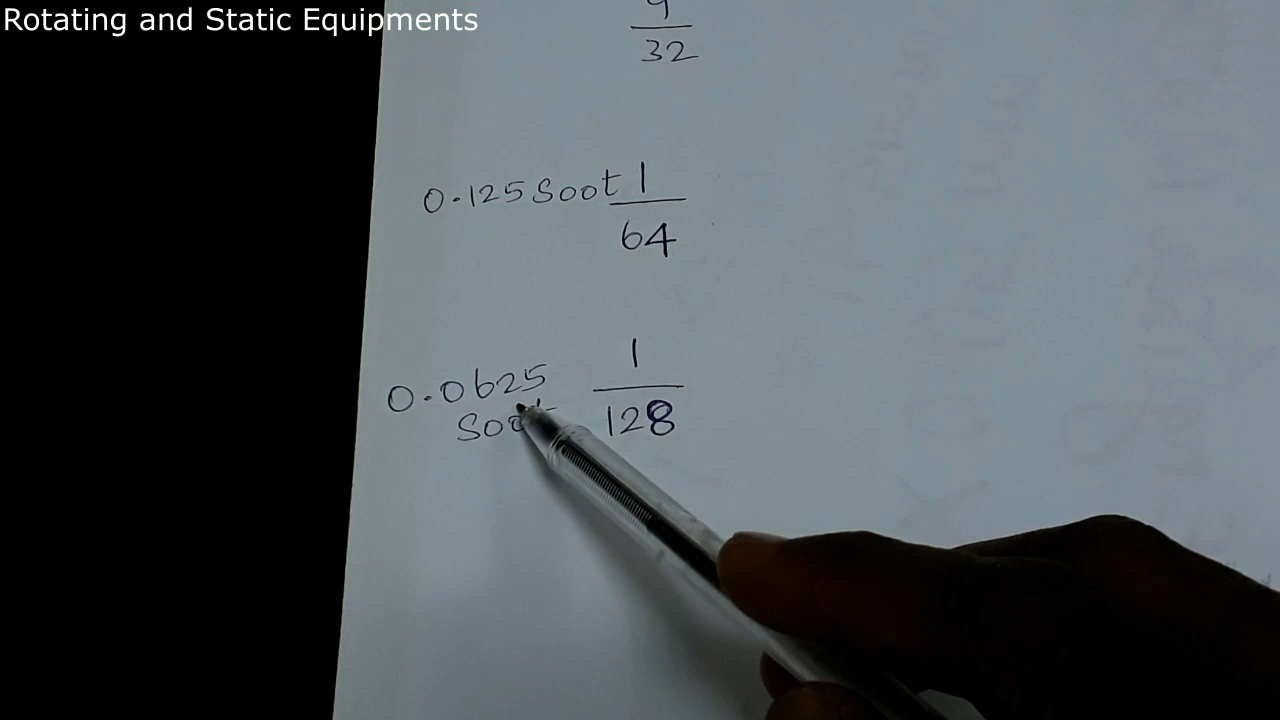 Rotating and Static Equipments
32
0.125 Soot 1
64
1
0.0625
128